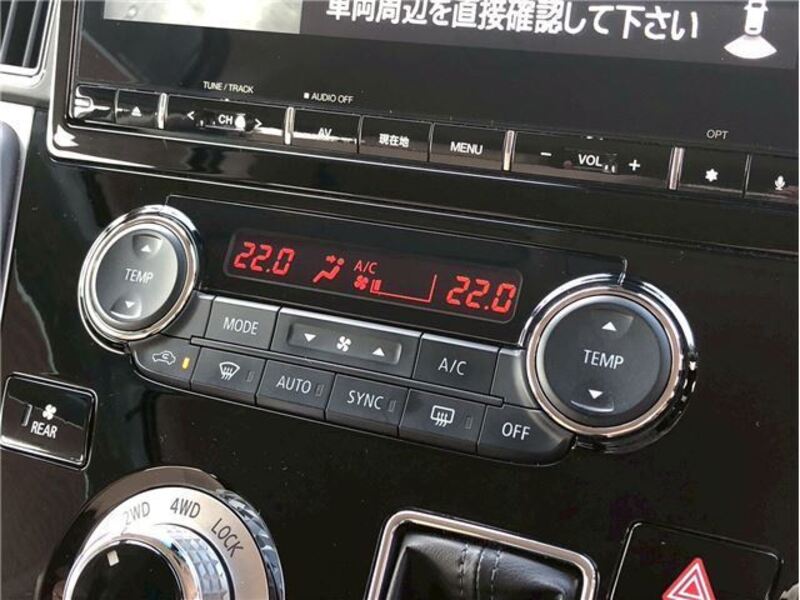 車両周辺を直接確認して下さい
TUNE / TRACK
■ AUDIO OFF
OPT
< CH >
AV
現在地
MENU
− VOL +
22.0
A/C
22.0
TEMP
MODE
A/C
TEMP
AUTO
SYNC
OFF
REAR
2WD
4WD
LOCK